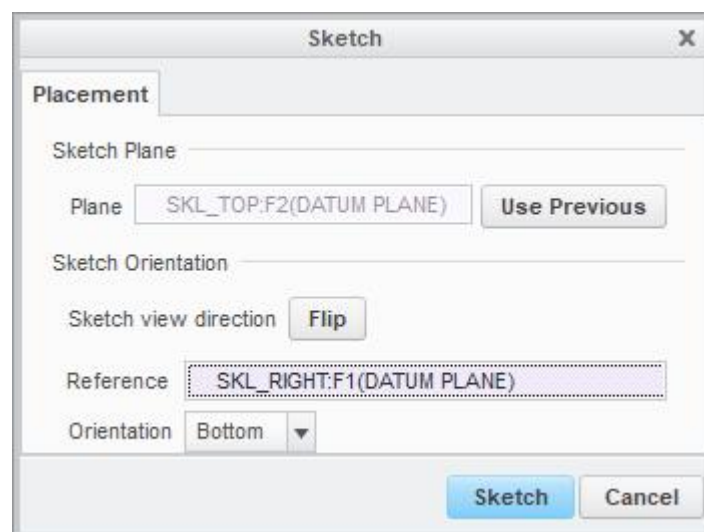 Sketch
Placement
Sketch Plane
Plane SKL_TOP:F2(DATUM PLANE) Use Previous
Sketch Orientation
Sketch view direction Flip
Reference SKL_RIGHT:F1(DATUM PLANE)
Orientation Bottom
Sketch Cancel